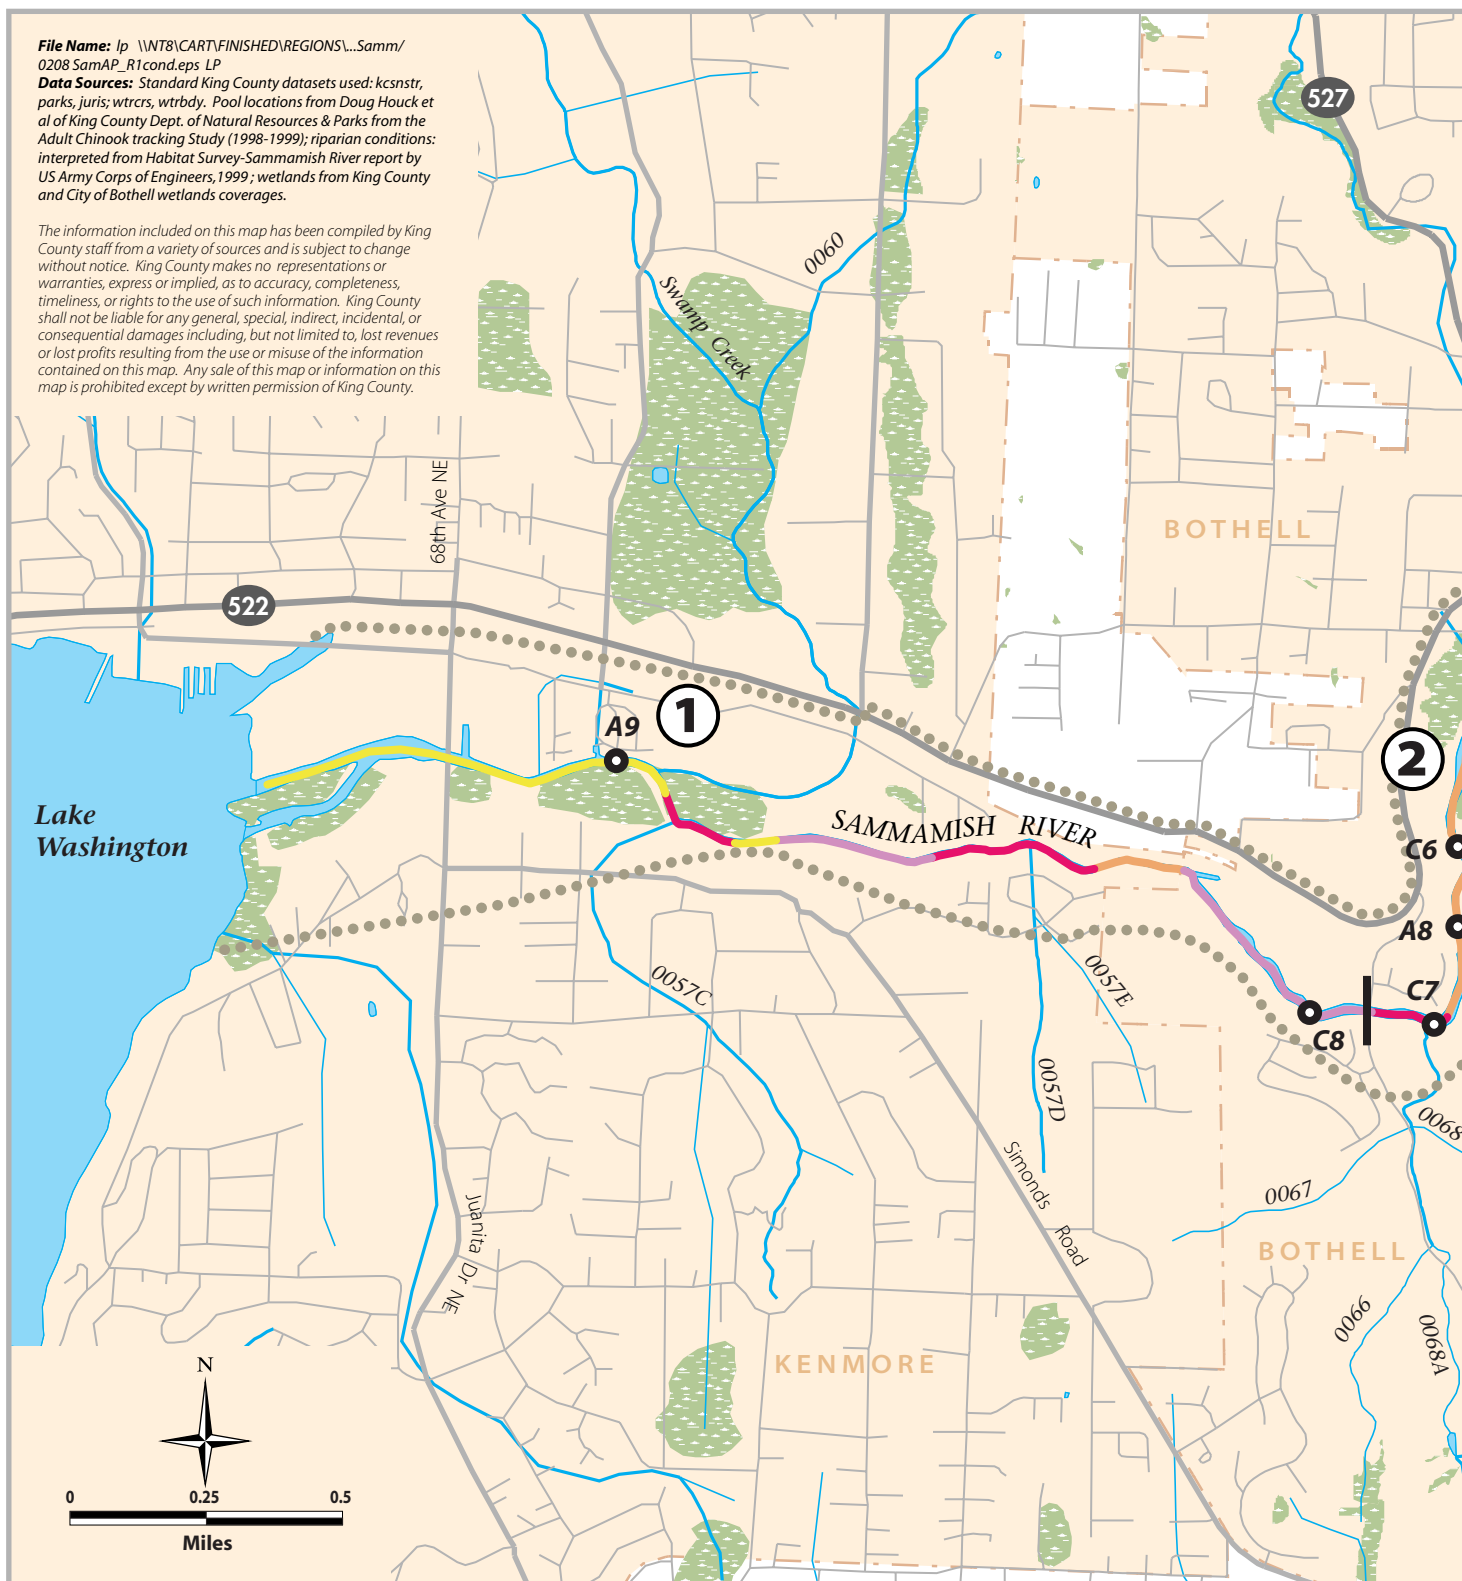 File Name: lp \\NT8\CART\FINISHED\REGIONS\...Samm/
0208 SamAP_R1cond.eps LP
Data Sources: Standard King County datasets used: kcsnstr,
parks, juris; wtrcrs, wtrbdy. Pool locations from Doug Houck et
al of King County Dept. of Natural Resources & Parks from the
Adult Chinook tracking Study (1998-1999); riparian conditions:
interpreted from Habitat Survey-Sammamish River report by
US Army Corps of Engineers,1999 ; wetlands from King County
and City of Bothell wetlands coverages.
The information included on this map has been compiled by King
County staff from a variety of sources and is subject to change
without notice. King County makes no representations or
warranties, express or implied, as to accuracy, completeness,
timeliness, or rights to the use of such information. King County
shall not be liable for any general, special, indirect, incidental, or
consequential damages including, but not limited to, lost revenues
or lost profits resulting from the use or misuse of the information
contained on this map. Any sale of this map or information on this
map is prohibited except by written permission of King County.
527
0060
Swamp Creek
68th Ave NE
BOTHELL
522
1
A9
2
Lake
Washington
SAMMAMISH RIVER
C6
A8
0057C
0057E
C7
C8
0057D
0068
Simonds Road
0067
Juanita Dr NE
BOTHELL
0066
0068A
KENMORE
N
0 0.25 0.5
Miles